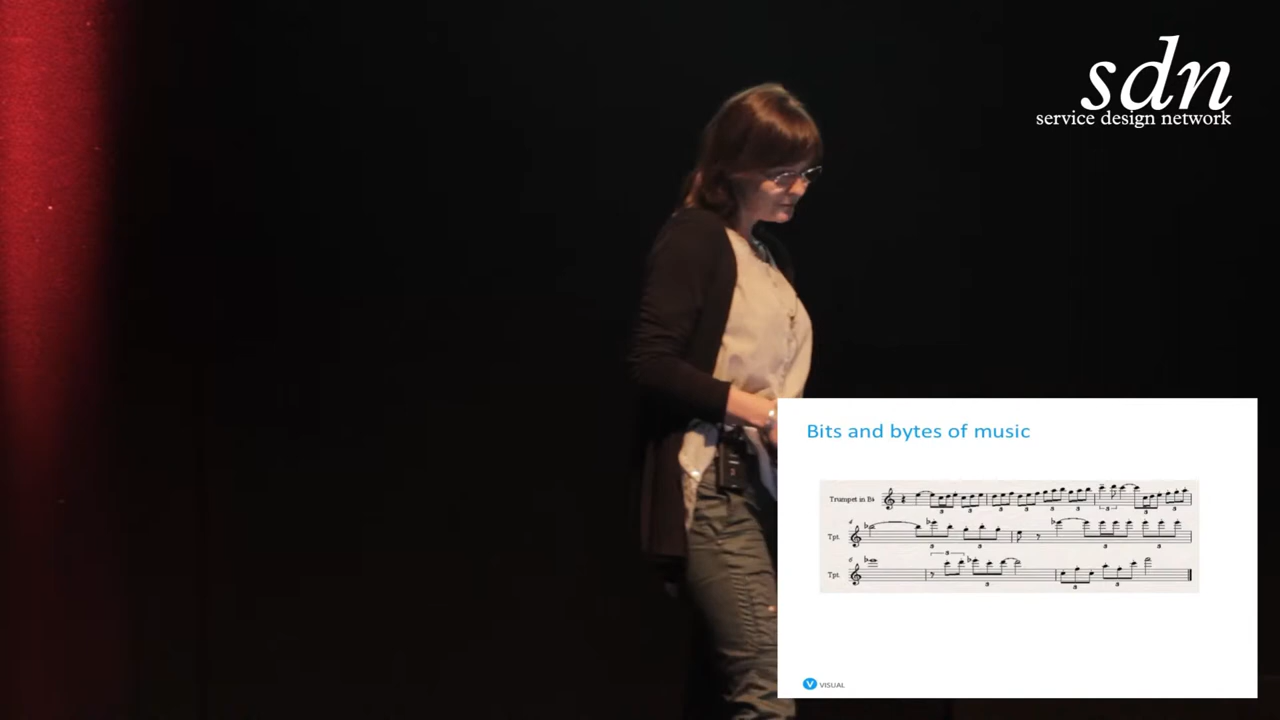 sdn
service design network
Bits and bytes of music
Trumpet in B♭
Tpt.
Tpt.
VISUAL